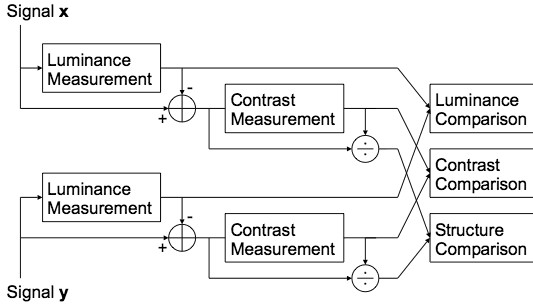 Signal x
Luminance
Measurement
-
+
Contrast
Measurement
÷
Luminance
Comparison
Contrast
Comparison
Luminance
Measurement
-
+
Contrast
Measurement
÷
Structure
Comparison
Signal y